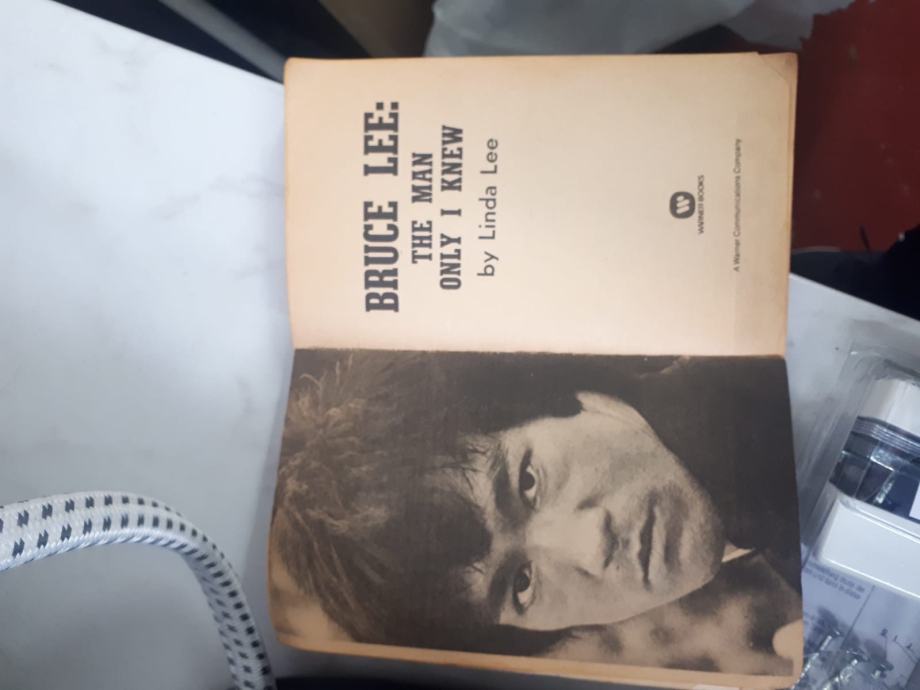 BRUCE LEE:
THE MAN
ONLY I KNEW
by Linda Lee
WARNER BOOKS
A Warner Communications Company